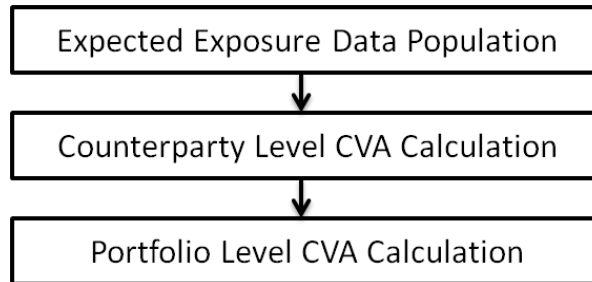 Expected Exposure Data Population
Counterparty Level CVA Calculation
Portfolio Level CVA Calculation